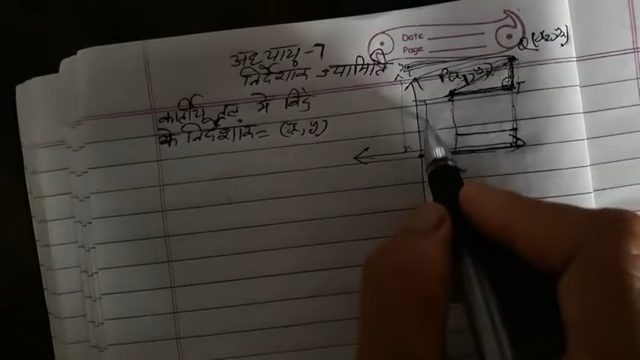 Date
Page
अध्याय-7
निर्देशांक ज्यामिति
कार्तीय तल में बिंदु
के निर्देशांक = (x, y)